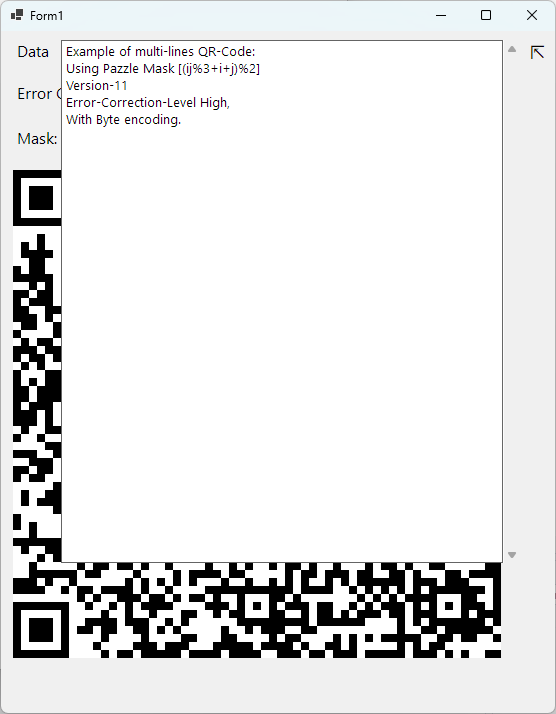 Form1
Data
Example of multi-lines QR-Code:
Using Pazzle Mask [(ij%3+i+j)%2]
Version-11
Error-Correction-Level High,
With Byte encoding.
Error
Mask: